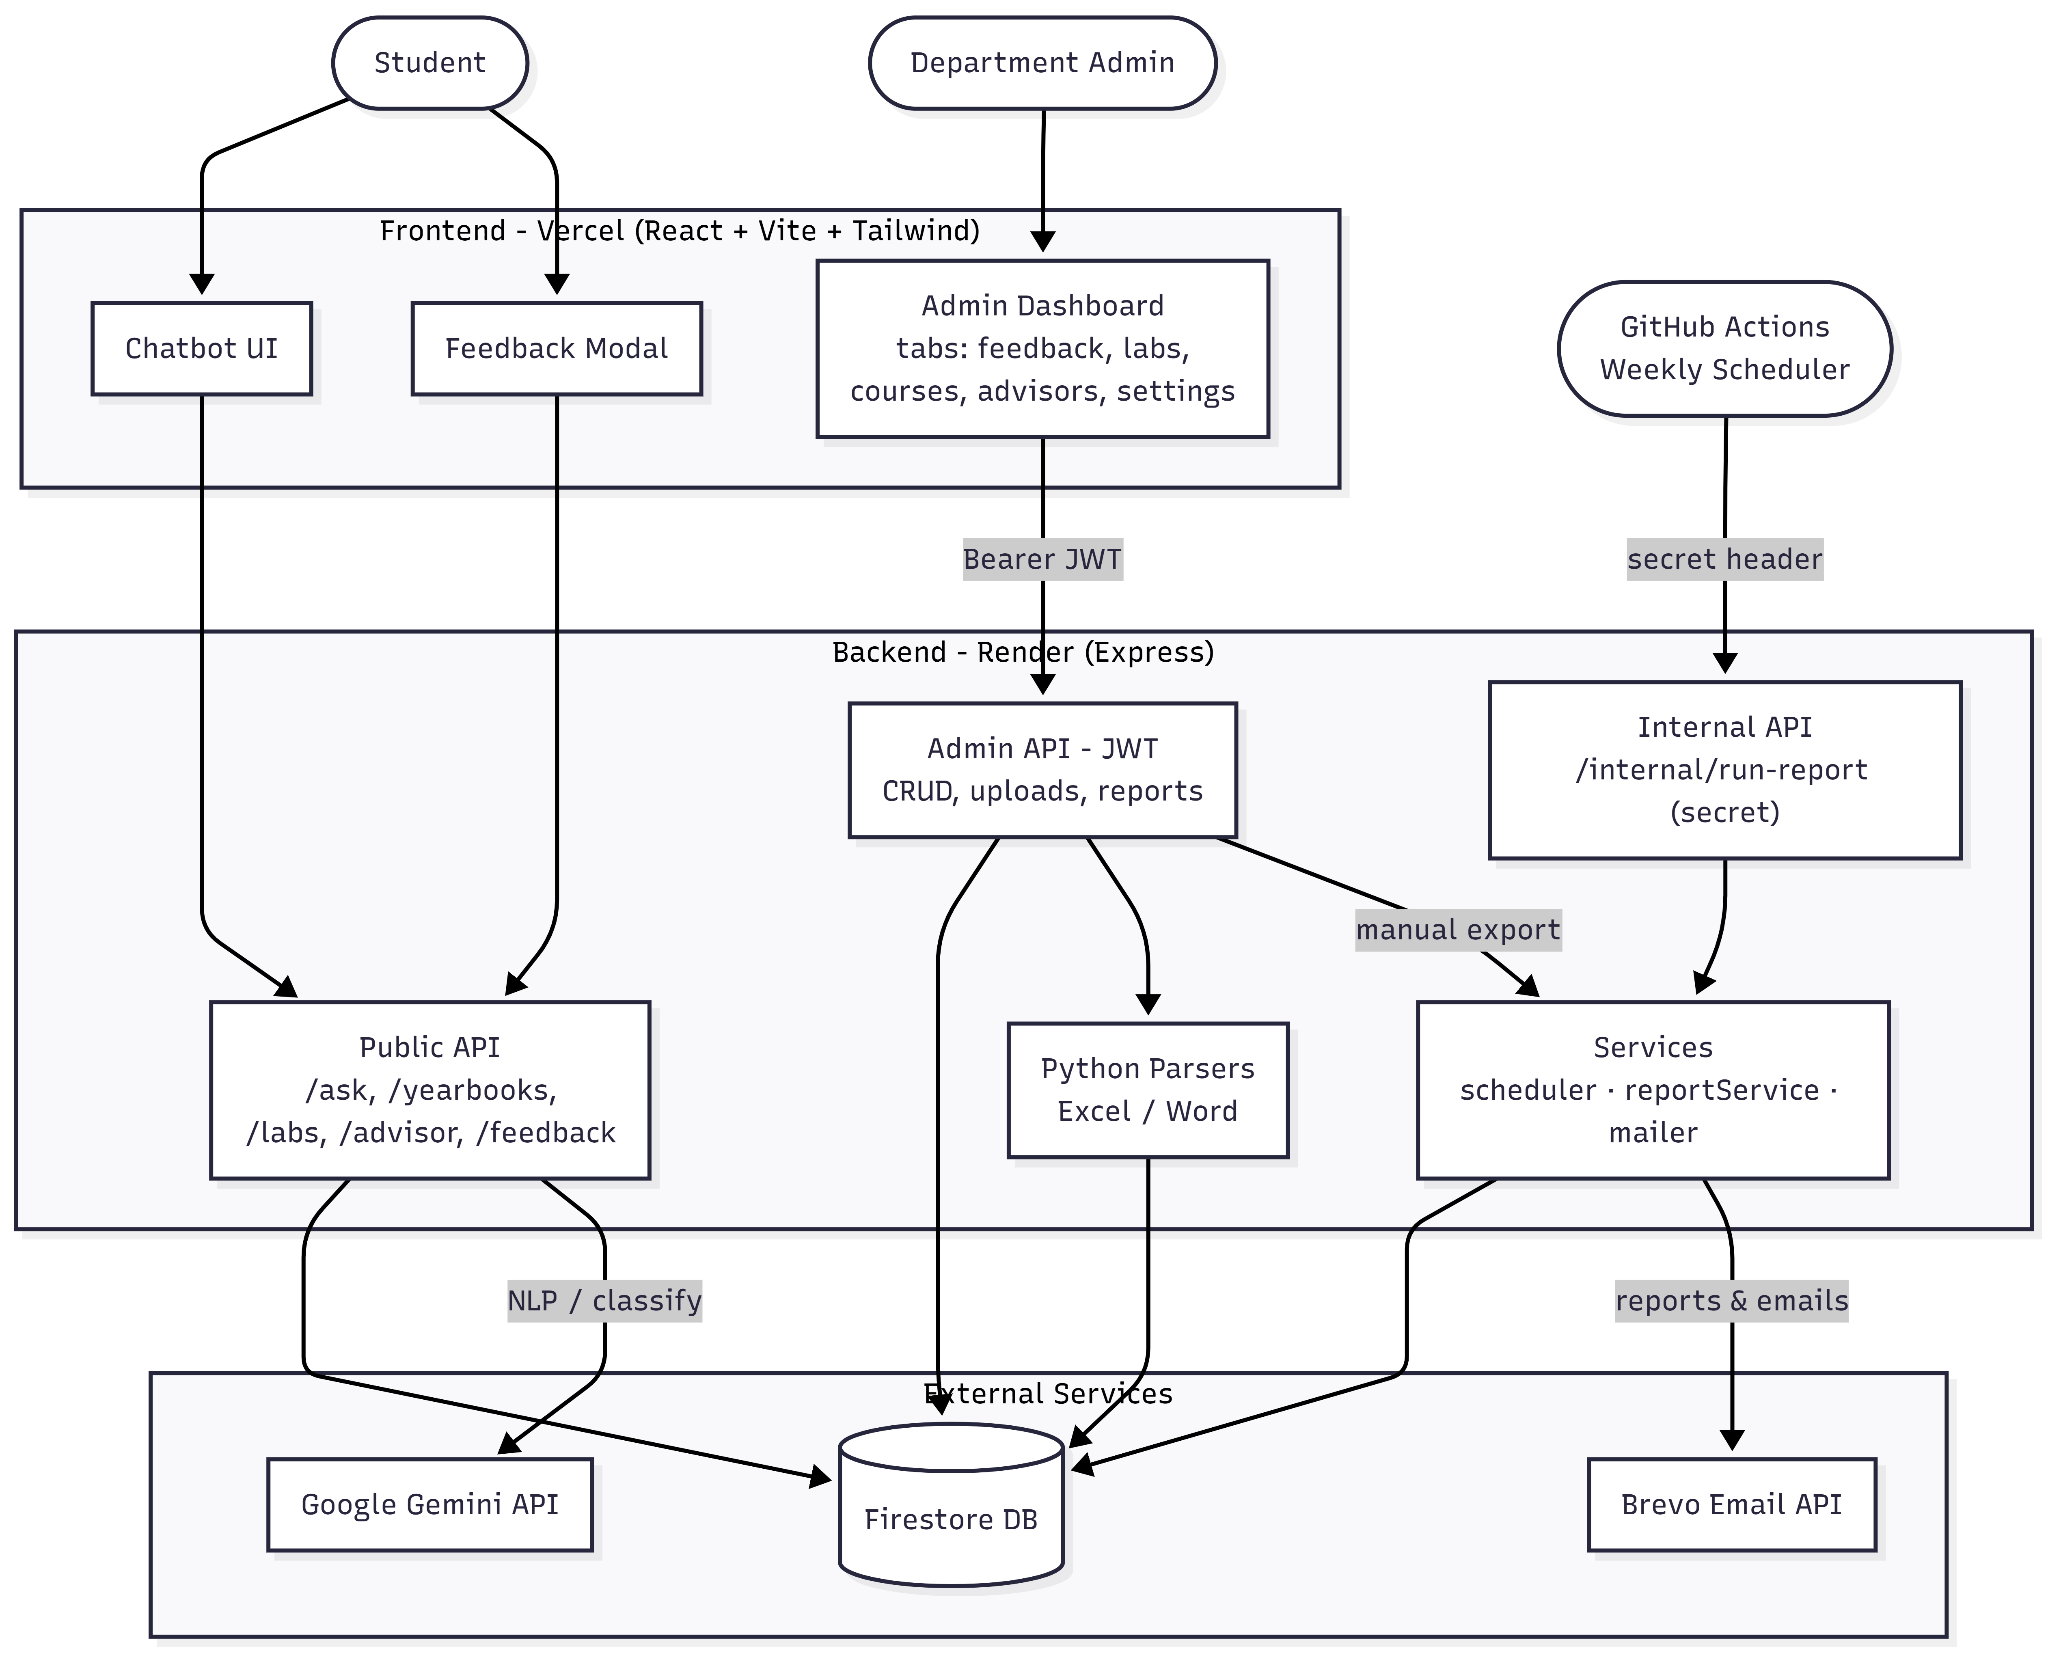 Student
Department Admin
Frontend - Vercel (React + Vite + Tailwind)
Chatbot UI
Feedback Modal
Admin Dashboard
tabs: feedback, labs,
courses, advisors, settings
GitHub Actions
Weekly Scheduler
Bearer JWT
secret header
Backend - Render (Express)
Admin API - JWT
CRUD, uploads, reports
Internal API
/internal/run-report
(secret)
manual export
Public API
/ask, /yearbooks,
/labs, /advisor, /feedback
Python Parsers
Excel / Word
Services
scheduler · reportService ·
mailer
NLP / classify
reports & emails
External Services
Google Gemini API
Firestore DB
Brevo Email API